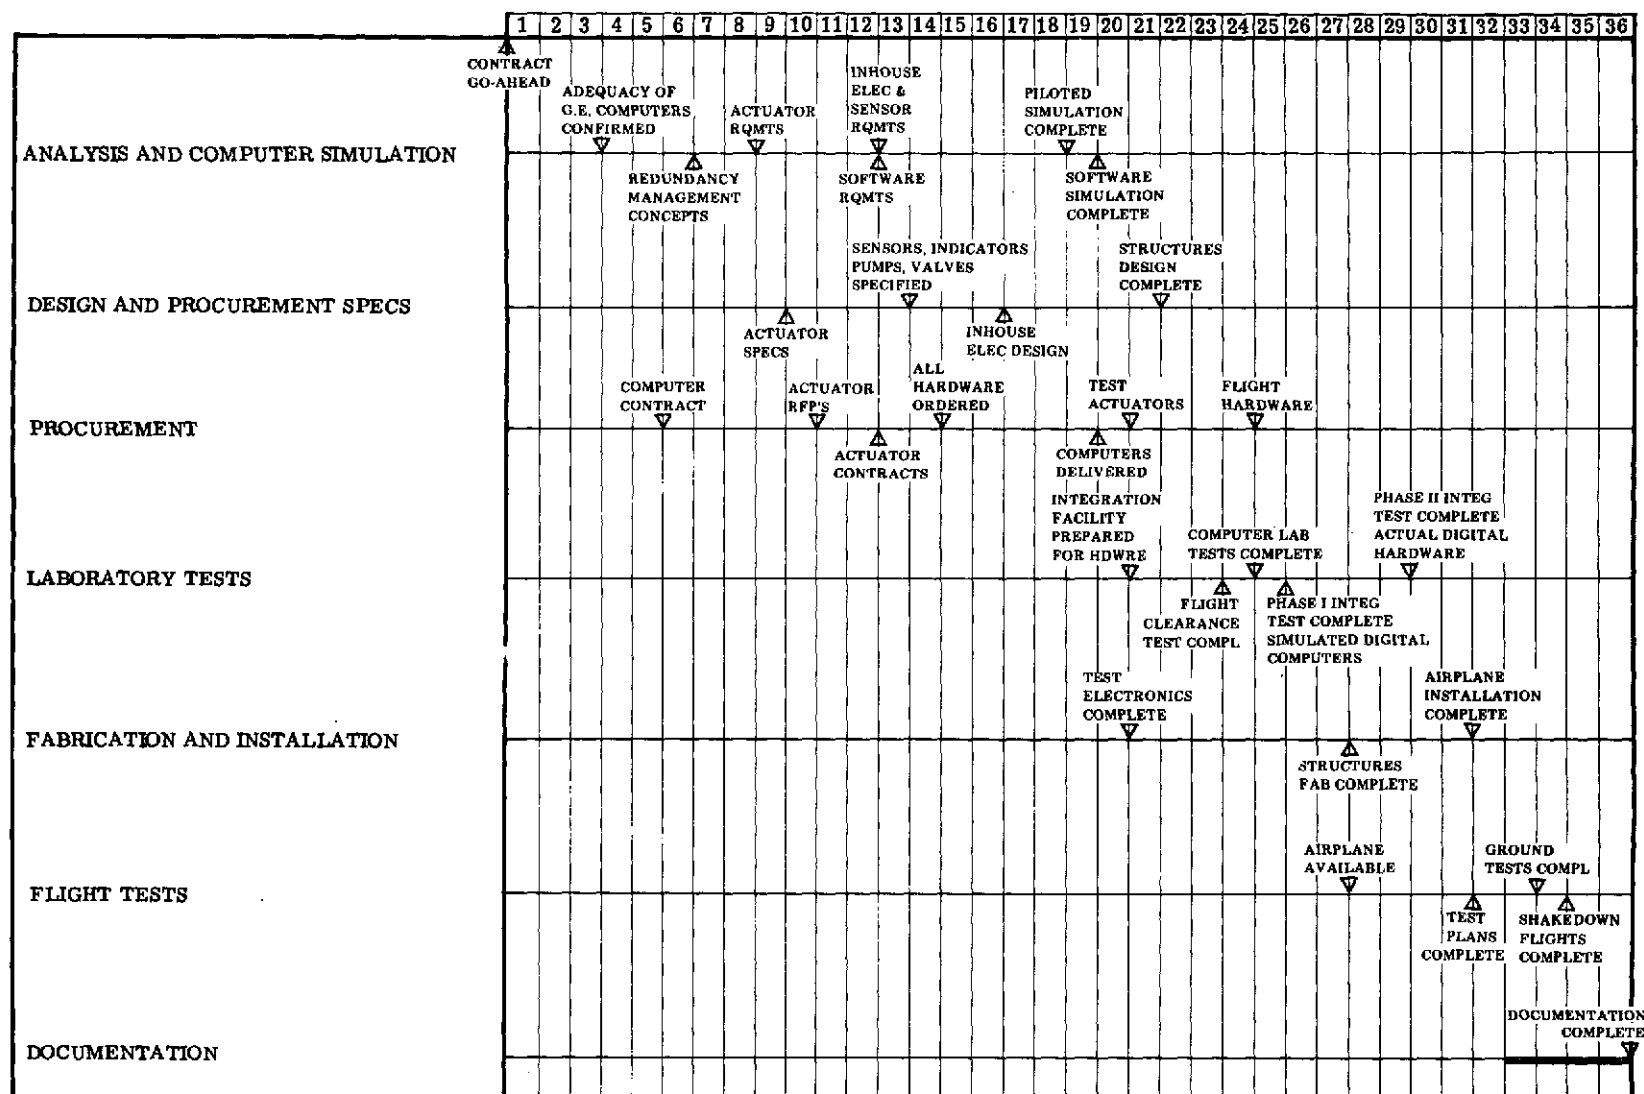 1 2 3 4 5 6 7 8 9 10 11 12 13 14 15 16 17 18 19 20 21 22 23 24 25 26 27 28 29 30 31 32 33 34 35 36
CONTRACT
GO-AHEAD
ANALYSIS AND COMPUTER SIMULATION
ADEQUACY OF
G.E. COMPUTERS
CONFIRMED
REDUNDANCY
MANAGEMENT
CONCEPTS
ACTUATOR
RQMTS
INHOUSE
ELEC &
SENSOR
RQMTS
SOFTWARE
RQMTS
PILOTED
SIMULATION
COMPLETE
SOFTWARE
SIMULATION
COMPLETE
DESIGN AND PROCUREMENT SPECS
ACTUATOR
SPECS
SENSORS, INDICATORS
PUMPS, VALVES
SPECIFIED
INHOUSE
ELEC DESIGN
STRUCTURES
DESIGN
COMPLETE
PROCUREMENT
COMPUTER
CONTRACT
ACTUATOR
RFP'S
ACTUATOR
CONTRACTS
ALL
HARDWARE
ORDERED
COMPUTERS
DELIVERED
TEST
ACTUATORS
FLIGHT
HARDWARE
LABORATORY TESTS
INTEGRATION
FACILITY
PREPARED
FOR HDWRE
FLIGHT
CLEARANCE
TEST COMPL
COMPUTER LAB
TESTS COMPLETE
PHASE I INTEG
TEST COMPLETE
SIMULATED DIGITAL
COMPUTERS
PHASE II INTEG
TEST COMPLETE
ACTUAL DIGITAL
HARDWARE
FABRICATION AND INSTALLATION
TEST
ELECTRONICS
COMPLETE
STRUCTURES
FAB COMPLETE
AIRPLANE
INSTALLATION
COMPLETE
FLIGHT TESTS
AIRPLANE
AVAILABLE
TEST
PLANS
COMPLETE
GROUND
TESTS COMPL
SHAKEDOWN
FLIGHTS
COMPLETE
DOCUMENTATION
DOCUMENTATION
COMPLETE